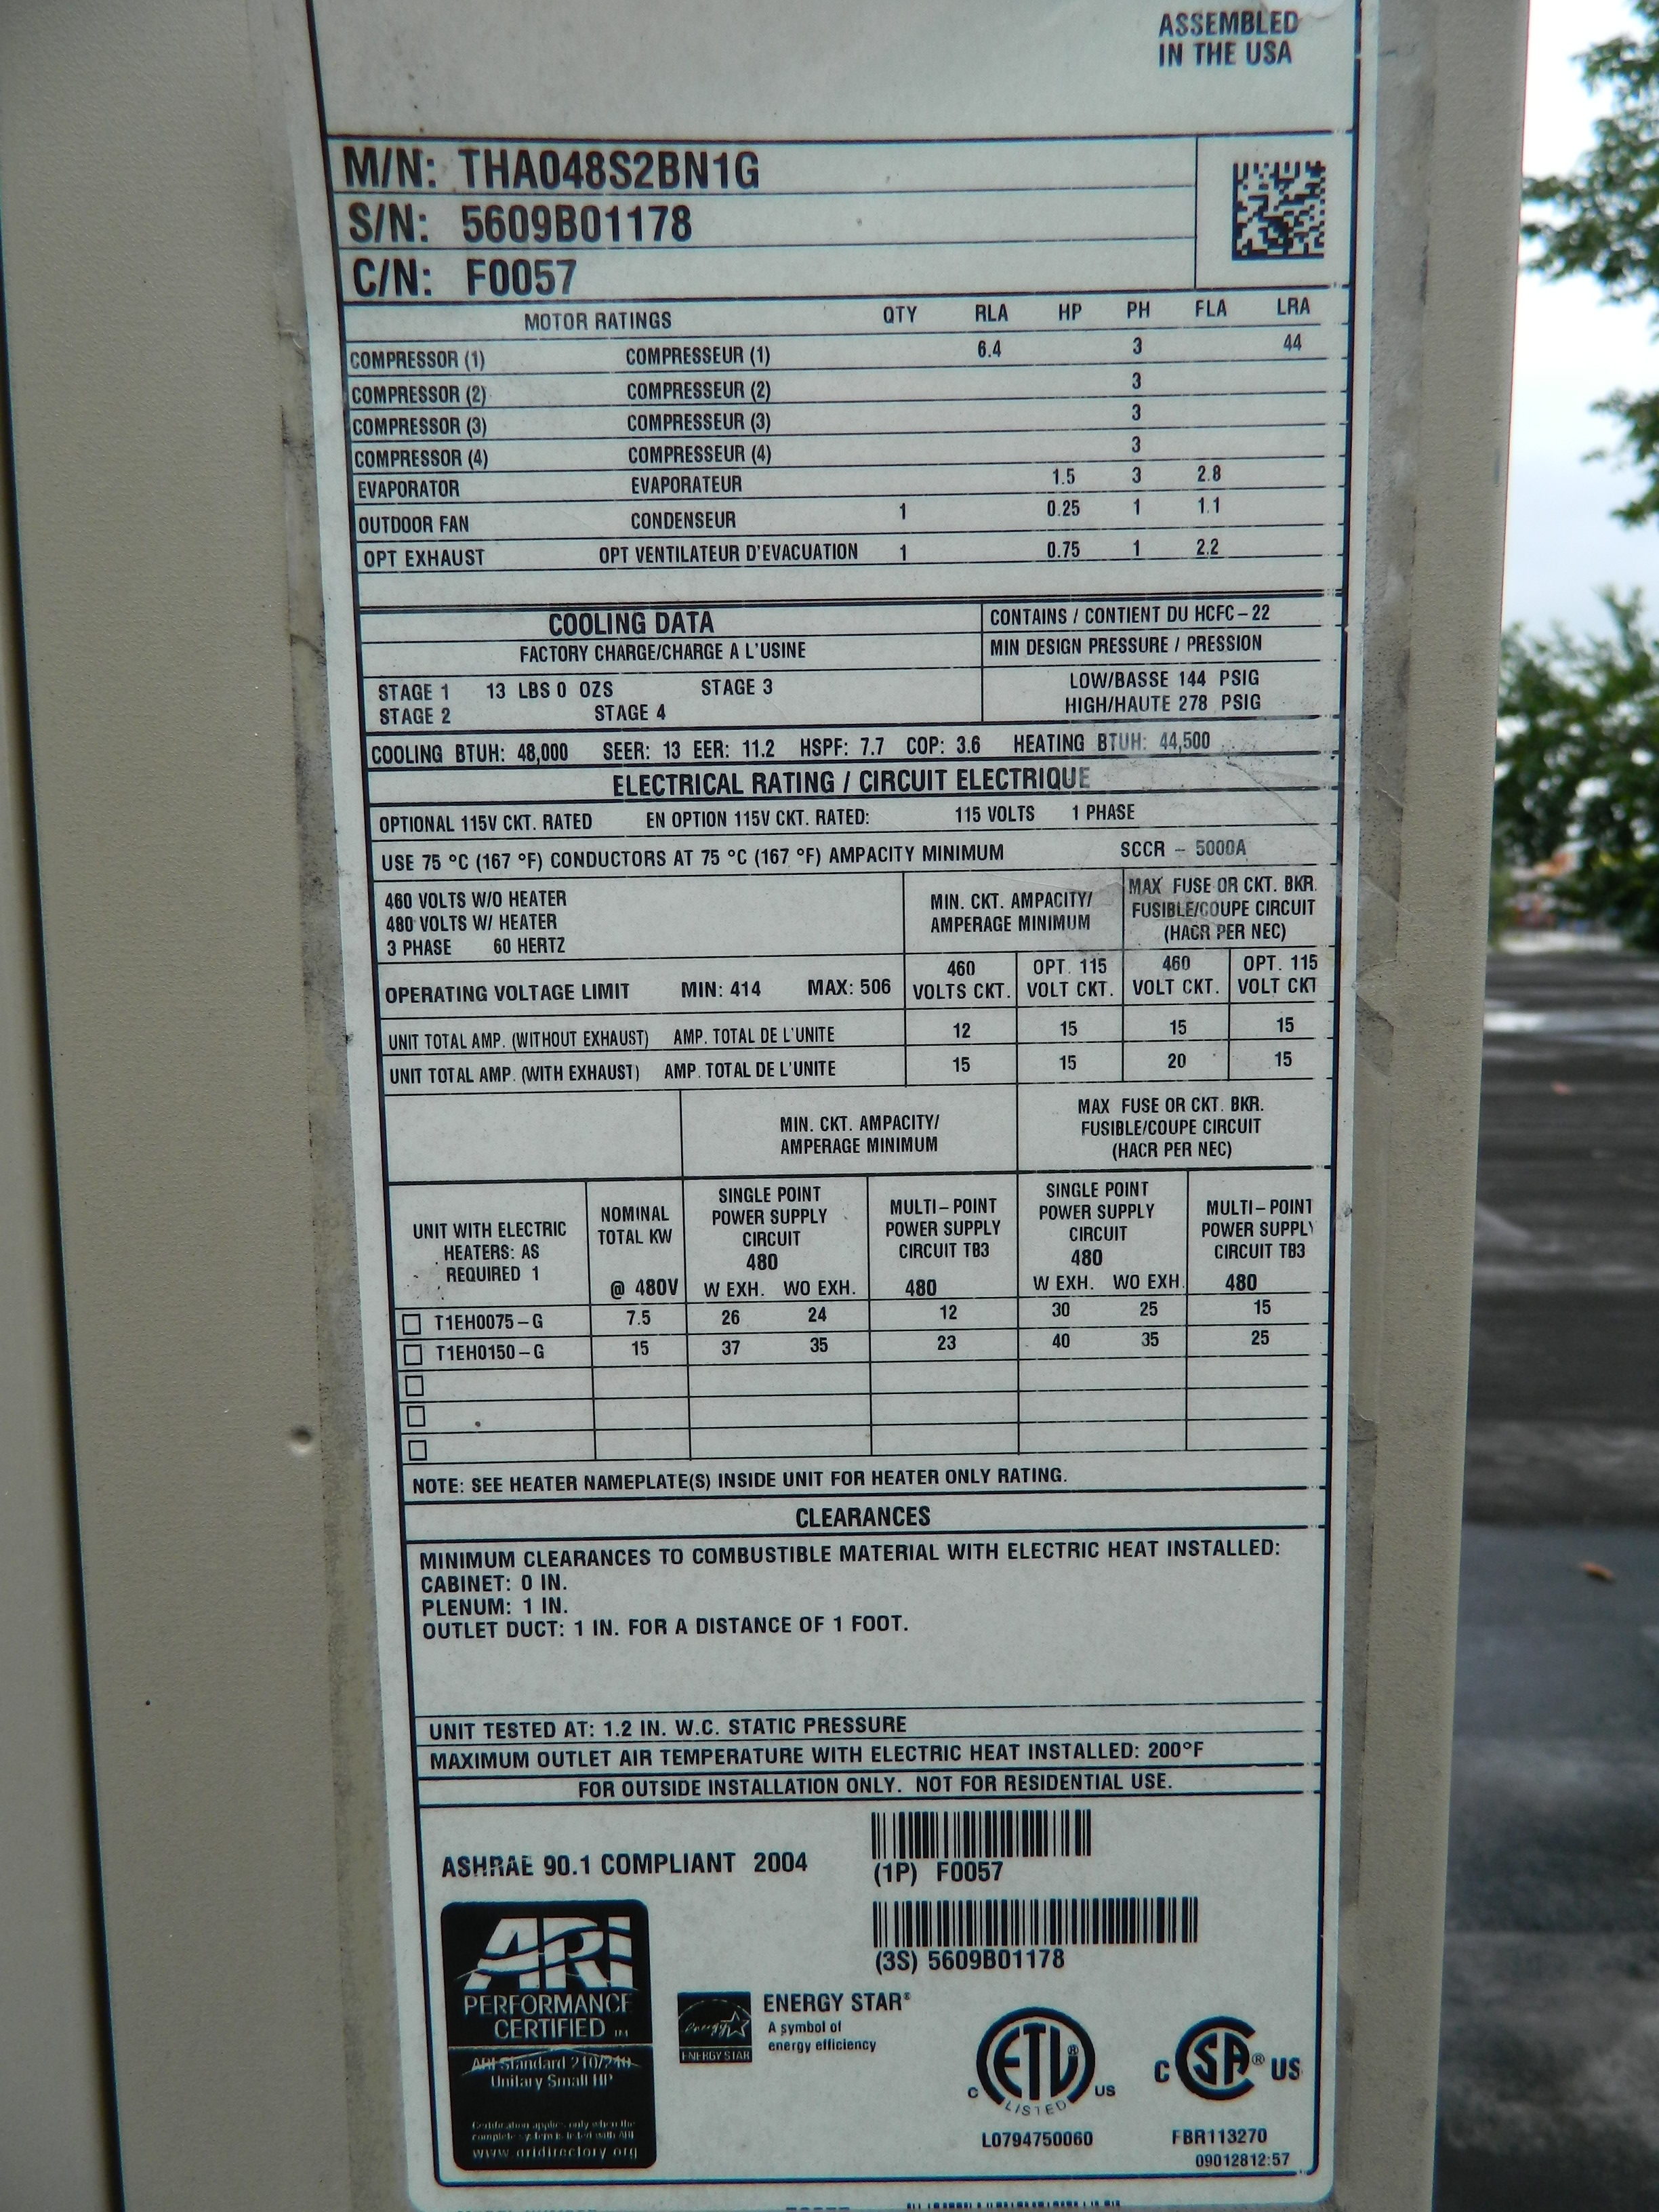 ASSEMBLED
IN THE USA
M/N: THA048S2BN1G
S/N: 5609B01178
C/N: F0057
MOTOR RATINGS QTY RLA HP PH FLA LRA
COMPRESSOR (1) COMPRESSEUR (1) 6.4 3 44
COMPRESSOR (2) COMPRESSEUR (2) 3
COMPRESSOR (3) COMPRESSEUR (3) 3
COMPRESSOR (4) COMPRESSEUR (4) 3
EVAPORATOR EVAPORATEUR 1.5 3 2.8
OUTDOOR FAN CONDENSEUR 1 0.25 1 1.1
OPT EXHAUST OPT VENTILATEUR D'EVACUATION 1 0.75 1 2.2
COOLING DATA
FACTORY CHARGE/CHARGE A L'USINE
STAGE 1 13 LBS 0 OZS STAGE 3
STAGE 2 STAGE 4
CONTAINS / CONTIENT DU HCFC-22
MIN DESIGN PRESSURE / PRESSION
LOW/BASSE 144 PSIG
HIGH/HAUTE 278 PSIG
COOLING BTUH: 48,000 SEER: 13 EER: 11.2 HSPF: 7.7 COP: 3.6 HEATING BTUH: 44,500
ELECTRICAL RATING / CIRCUIT ELECTRIQUE
OPTIONAL 115V CKT. RATED EN OPTION 115V CKT. RATED: 115 VOLTS 1 PHASE
USE 75 °C (167 °F) CONDUCTORS AT 75 °C (167 °F) AMPACITY MINIMUM SCCR - 5000A
460 VOLTS W/O HEATER
480 VOLTS W/ HEATER
3 PHASE 60 HERTZ
MIN. CKT. AMPACITY/
AMPERAGE MINIMUM
MAX FUSE OR CKT. BKR.
FUSIBLE/COUPE CIRCUIT
(HACR PER NEC)
OPERATING VOLTAGE LIMIT MIN: 414 MAX: 506
460
VOLTS CKT.
OPT. 115
VOLT CKT.
460
VOLT CKT.
OPT. 115
VOLT CKT
UNIT TOTAL AMP. (WITHOUT EXHAUST) AMP. TOTAL DE L'UNITE 12 15 15 15
UNIT TOTAL AMP. (WITH EXHAUST) AMP. TOTAL DE L'UNITE 15 15 20 15
MIN. CKT. AMPACITY/
AMPERAGE MINIMUM
MAX FUSE OR CKT. BKR.
FUSIBLE/COUPE CIRCUIT
(HACR PER NEC)
UNIT WITH ELECTRIC
HEATERS: AS
REQUIRED 1
NOMINAL
TOTAL KW
@ 480V
SINGLE POINT
POWER SUPPLY
CIRCUIT
480
W EXH. WO EXH.
MULTI-POINT
POWER SUPPLY
CIRCUIT TB3
480
SINGLE POINT
POWER SUPPLY
CIRCUIT
480
W EXH. WO EXH.
MULTI-POINT
POWER SUPPLY
CIRCUIT TB3
480
T1EH0075-G 7.5 26 24 12 30 25 15
T1EH0150-G 15 37 35 23 40 35 25
NOTE: SEE HEATER NAMEPLATE(S) INSIDE UNIT FOR HEATER ONLY RATING.
CLEARANCES
MINIMUM CLEARANCES TO COMBUSTIBLE MATERIAL WITH ELECTRIC HEAT INSTALLED:
CABINET: 0 IN.
PLENUM: 1 IN.
OUTLET DUCT: 1 IN. FOR A DISTANCE OF 1 FOOT.
UNIT TESTED AT: 1.2 IN. W.C. STATIC PRESSURE
MAXIMUM OUTLET AIR TEMPERATURE WITH ELECTRIC HEAT INSTALLED: 200°F
FOR OUTSIDE INSTALLATION ONLY. NOT FOR RESIDENTIAL USE.
ASHRAE 90.1 COMPLIANT 2004
(1P) F0057
(3S) 5609B01178
ARI
PERFORMANCE
CERTIFIED TM
ARI Standard 210/240
Unitary Small HP
Certification applies only when the
complete system is listed with ARI
www.aridirectory.org
energy
ENERGY STAR
ENERGY STAR®
A symbol of
energy efficiency
C ETL ® US
LISTED
L0794750060
C SA ® US
FBR113270
09012812:57